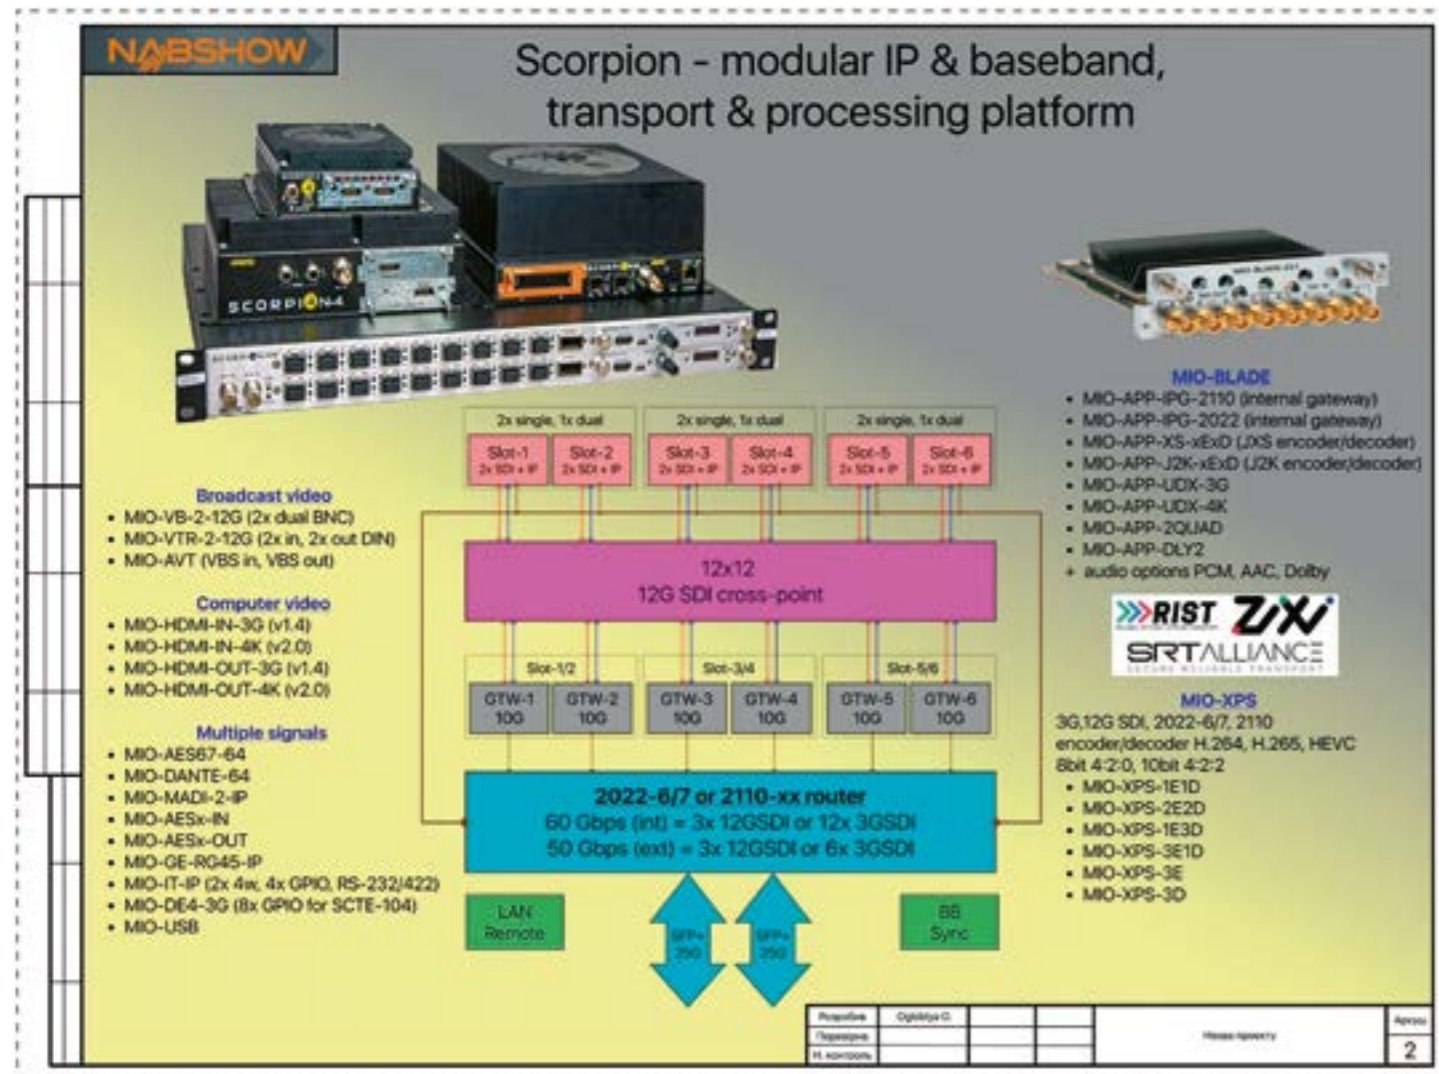 NABSHOW
Scorpion - modular IP & baseband,
transport & processing platform
SCORPION-4
MIO-BLADE
• MIO-APP-IPG-2110 (internal gateway)
• MIO-APP-IPG-2022 (internal gateway)
• MIO-APP-XS-xExD (JXS encoder/decoder)
• MIO-APP-J2K-xExD (J2K encoder/decoder)
• MIO-APP-UDX-3G
• MIO-APP-UDX-4K
• MIO-APP-2QUAD
• MIO-APP-DLY2
+ audio options PCM, AAC, Dolby
RIST ZiXi
SRTALLIANCE
SECURE RELIABLE TRANSPORT
MIO-XPS
3G,12G SDI, 2022-6/7, 2110
encoder/decoder H.264, H.265, HEVC
8bit 4:2:0, 10bit 4:2:2
• MIO-XPS-1E1D
• MIO-XPS-2E2D
• MIO-XPS-1E3D
• MIO-XPS-3E1D
• MIO-XPS-3E
• MIO-XPS-3D
Broadcast video
• MIO-VB-2-12G (2x dual BNC)
• MIO-VTR-2-12G (2x in, 2x out DIN)
• MIO-AVT (VBS in, VBS out)
Computer video
• MIO-HDMI-IN-3G (v1.4)
• MIO-HDMI-IN-4K (v2.0)
• MIO-HDMI-OUT-3G (v1.4)
• MIO-HDMI-OUT-4K (v2.0)
Multiple signals
• MIO-AES67-64
• MIO-DANTE-64
• MIO-MADI-2-IP
• MIO-AESx-IN
• MIO-AESx-OUT
• MIO-GE-RG45-IP
• MIO-IT-IP (2x 4w, 4x GPIO, RS-232/422)
• MIO-DE4-3G (8x GPIO for SCTE-104)
• MIO-USB
2x single, 1x dual 2x single, 1x dual 2x single, 1x dual
Slot-1 Slot-2 Slot-3 Slot-4 Slot-5 Slot-6
2x SDI + IP 2x SDI + IP 2x SDI + IP 2x SDI + IP 2x SDI + IP 2x SDI + IP
12x12
12G SDI cross-point
Slot-1/2 Slot-3/4 Slot-5/6
GTW-1 GTW-2 GTW-3 GTW-4 GTW-5 GTW-6
10G 10G 10G 10G 10G 10G
2022-6/7 or 2110-xx router
60 Gbps (int) = 3x 12GSDI or 12x 3GSDI
50 Gbps (ext) = 3x 12GSDI or 6x 3GSDI
LAN
Remote
SFP+ SFP+
25G 25G
BB
Sync
Розробив
Перевірив
Н. контроль
Назва проекту
Аркуш
2